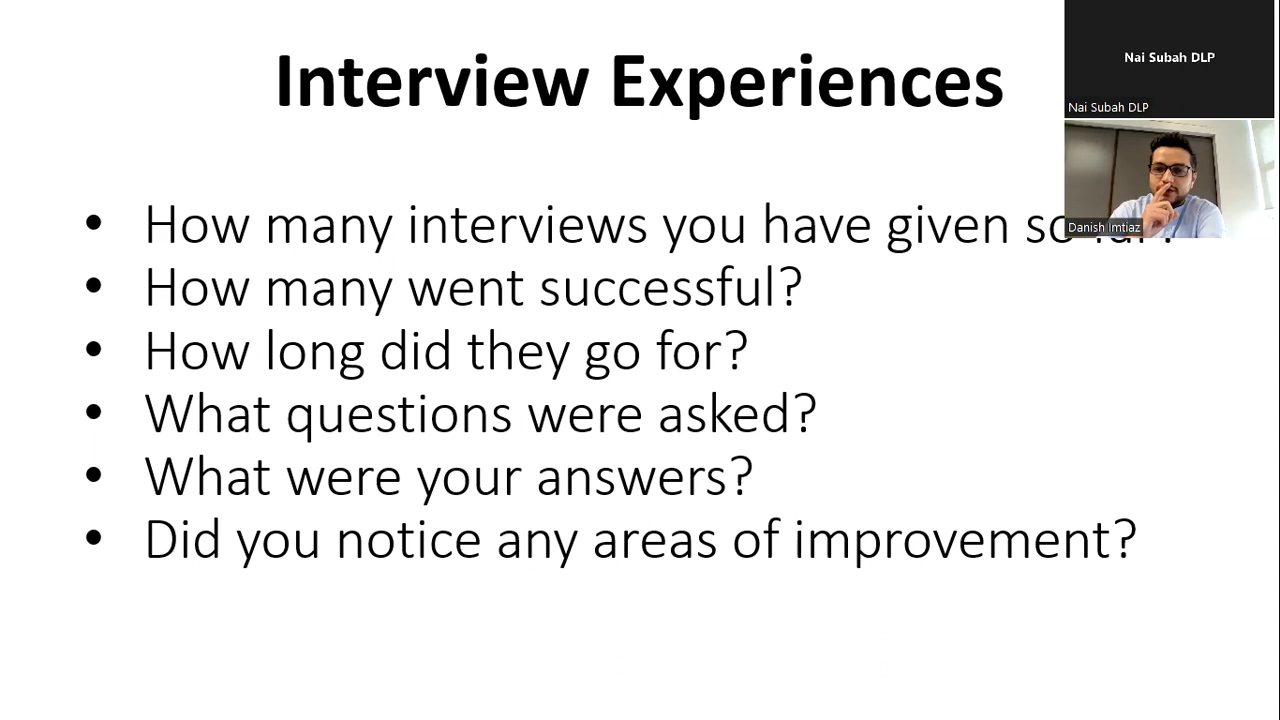 Interview Experiences
Nai Subah DLP
Nai Subah DLP
Danish Imtiaz
• How many interviews you have given so
• How many went successful?
• How long did they go for?
• What questions were asked?
• What were your answers?
• Did you notice any areas of improvement?